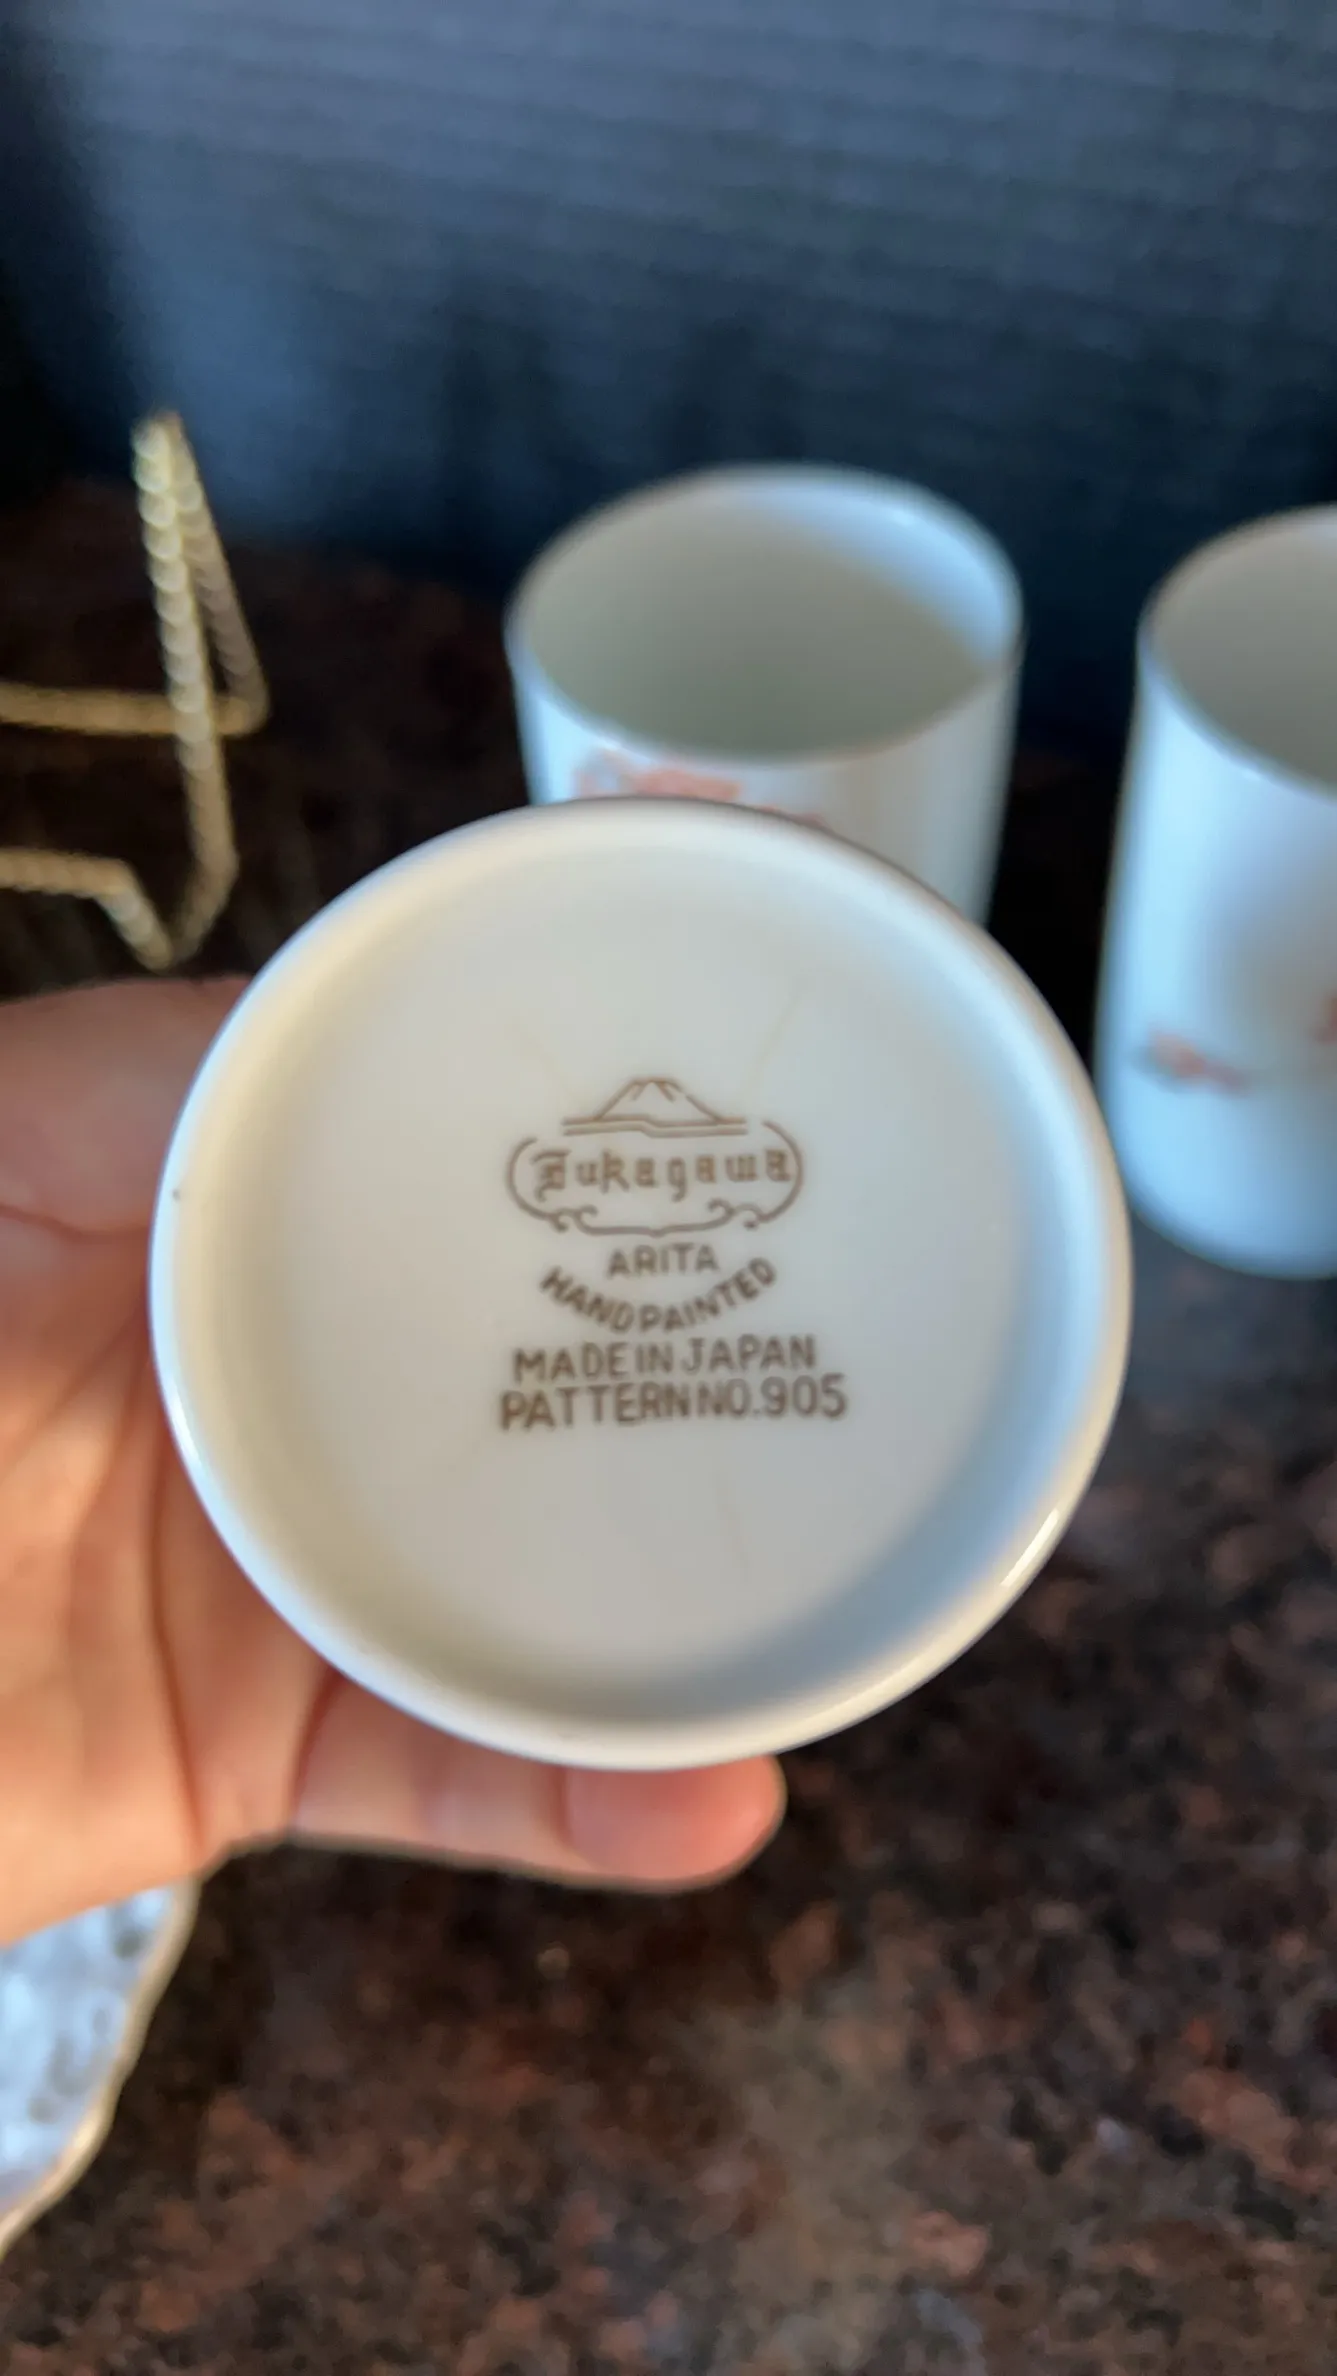 Fukagawa
ARITA
HANDPAINTED
MADE IN JAPAN
PATTERN NO. 905